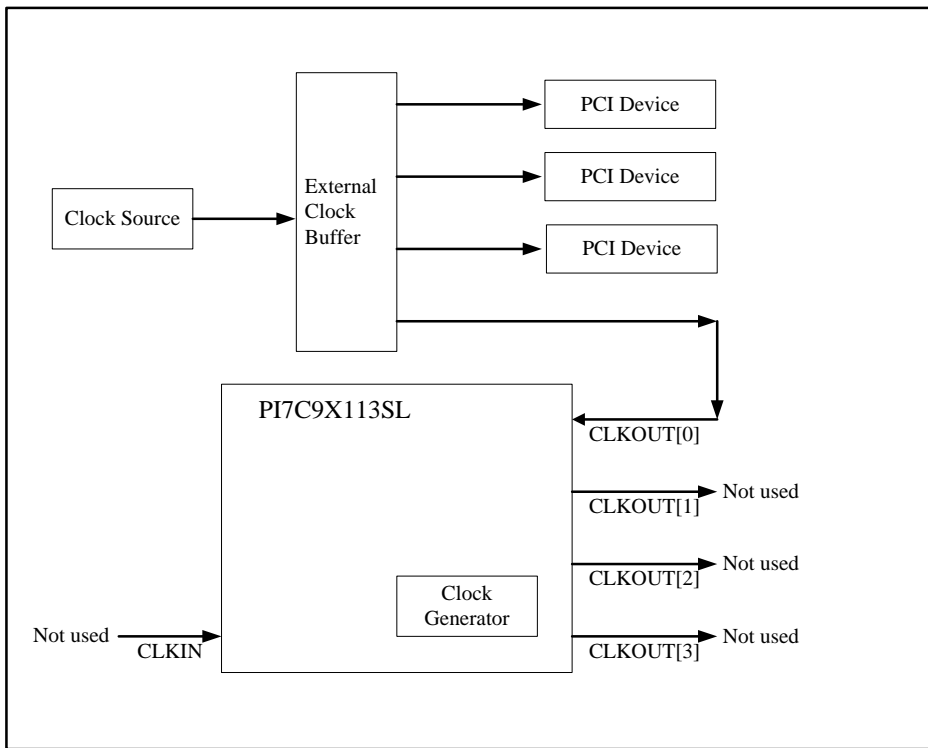 PCI Device
PCI Device
External
Clock
Buffer
Clock Source
PCI Device
PI7C9X113SL
CLKOUT[0]
Not used
CLKOUT[1]
Not used
CLKOUT[2]
Clock
Generator
Not used
CLKIN
Not used
CLKOUT[3]